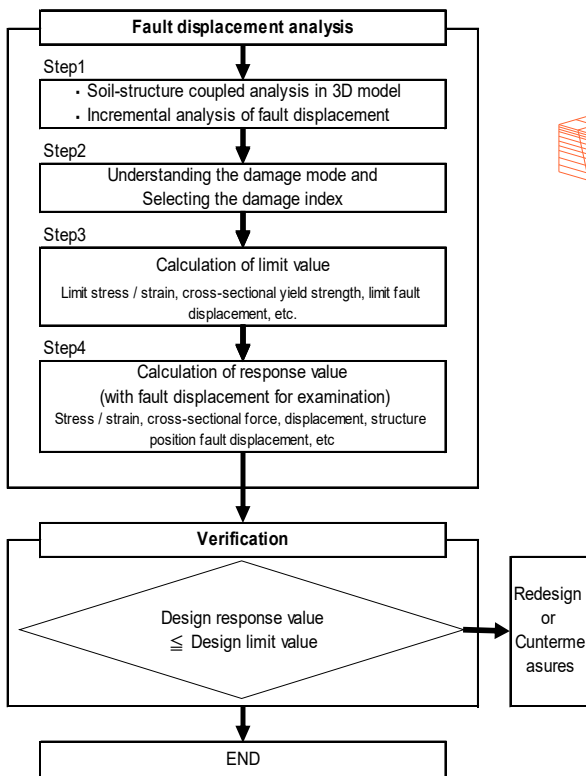 Fault displacement analysis
Step1
・ Soil-structure coupled analysis in 3D model
・ Incremental analysis of fault displacement
Step2
Understanding the damage mode and
Selecting the damage index
Step3
Calculation of limit value
Limit stress / strain, cross-sectional yield strength, limit fault
displacement, etc.
Step4
Calculation of response value
(with fault displacement for examination)
Stress / strain, cross-sectional force, displacement, structure
position fault displacement, etc
Verification
Design response value
≦ Design limit value
Redesign
or
Cunterme
asures
END